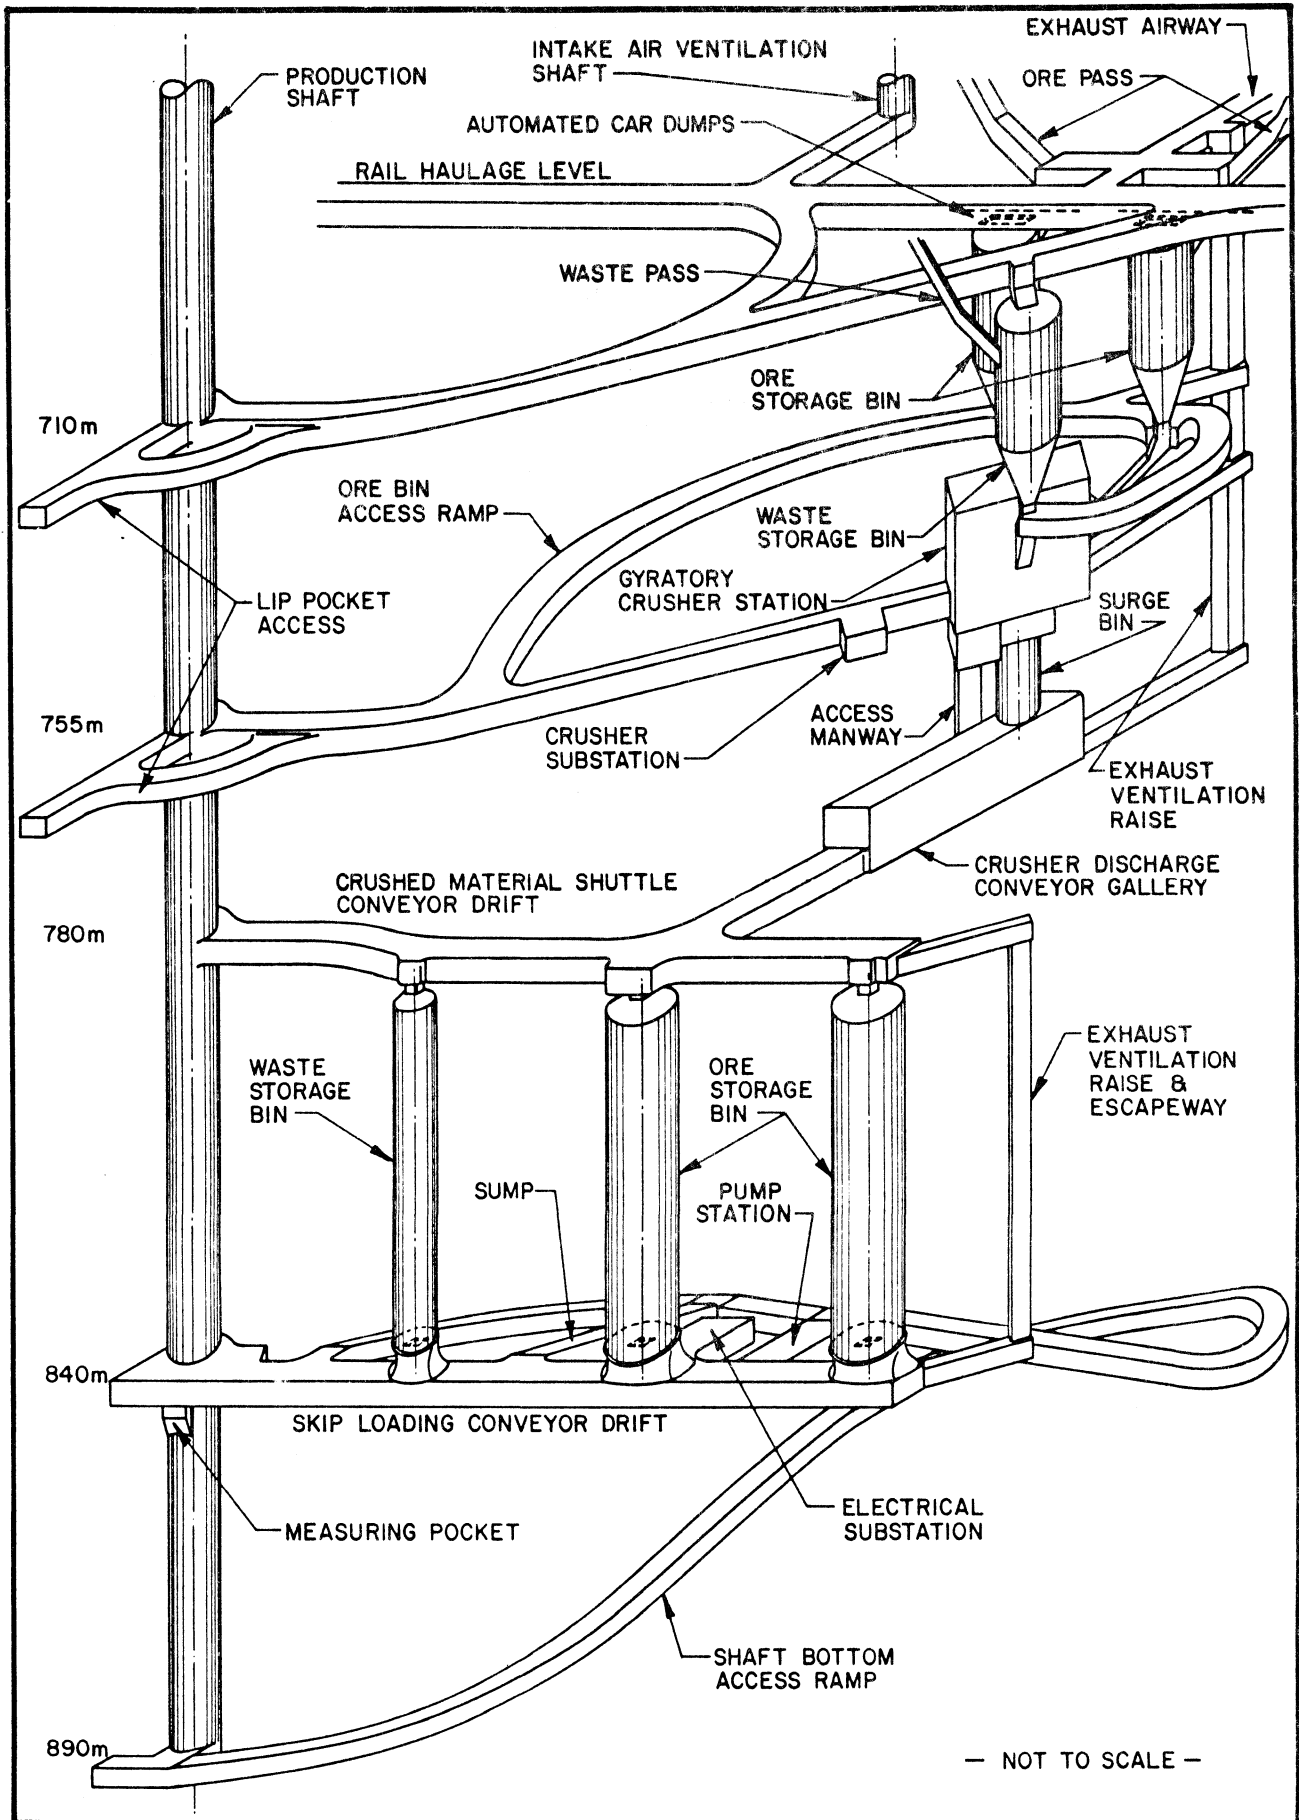 EXHAUST AIRWAY
INTAKE AIR VENTILATION
SHAFT
ORE PASS
PRODUCTION
SHAFT
AUTOMATED CAR DUMPS
RAIL HAULAGE LEVEL
WASTE PASS
ORE
STORAGE BIN
710m
ORE BIN
ACCESS RAMP
WASTE
STORAGE BIN
GYRATORY
CRUSHER STATION
LIP POCKET
ACCESS
SURGE
BIN
755m
ACCESS
MANWAY
CRUSHER
SUBSTATION
EXHAUST
VENTILATION
RAISE
CRUSHER DISCHARGE
CONVEYOR GALLERY
CRUSHED MATERIAL SHUTTLE
CONVEYOR DRIFT
780m
EXHAUST
VENTILATION
RAISE &
ESCAPEWAY
WASTE
STORAGE
BIN
ORE
STORAGE
BIN
SUMP
PUMP
STATION
840m
SKIP LOADING CONVEYOR DRIFT
ELECTRICAL
SUBSTATION
MEASURING POCKET
SHAFT BOTTOM
ACCESS RAMP
890m
— NOT TO SCALE —